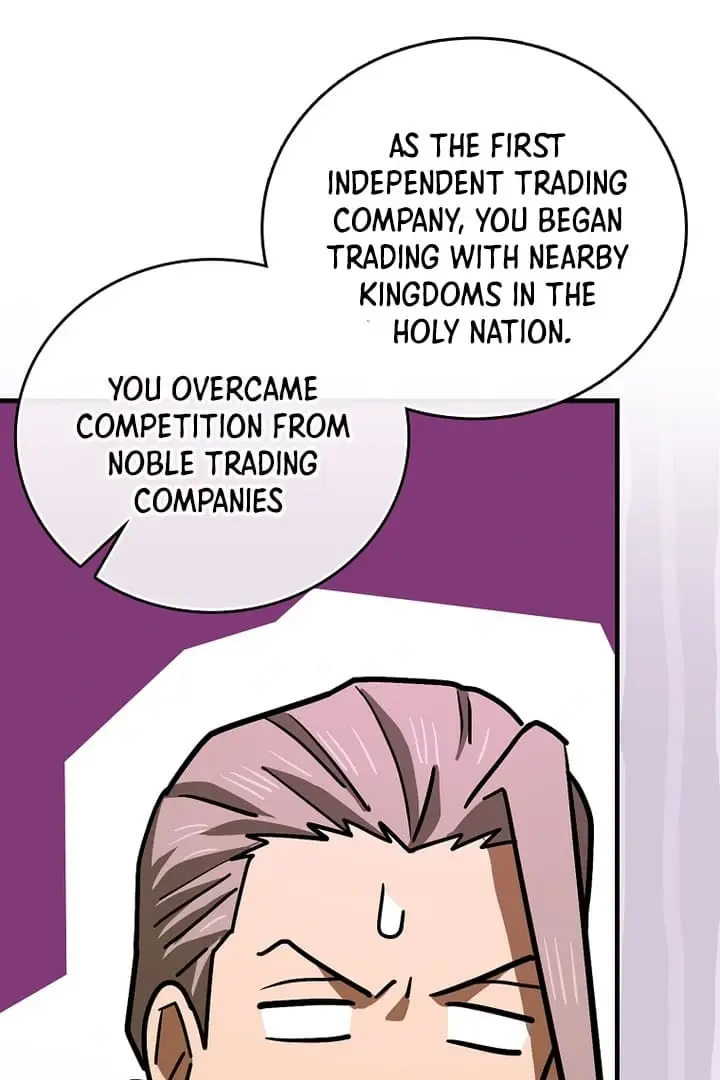 AS THE FIRST
INDEPENDENT TRADING
COMPANY, YOU BEGAN
TRADING WITH NEARBY
KINGDOMS IN THE
HOLY NATION.
YOU OVERCAME
COMPETITION FROM
NOBLE TRADING
COMPANIES